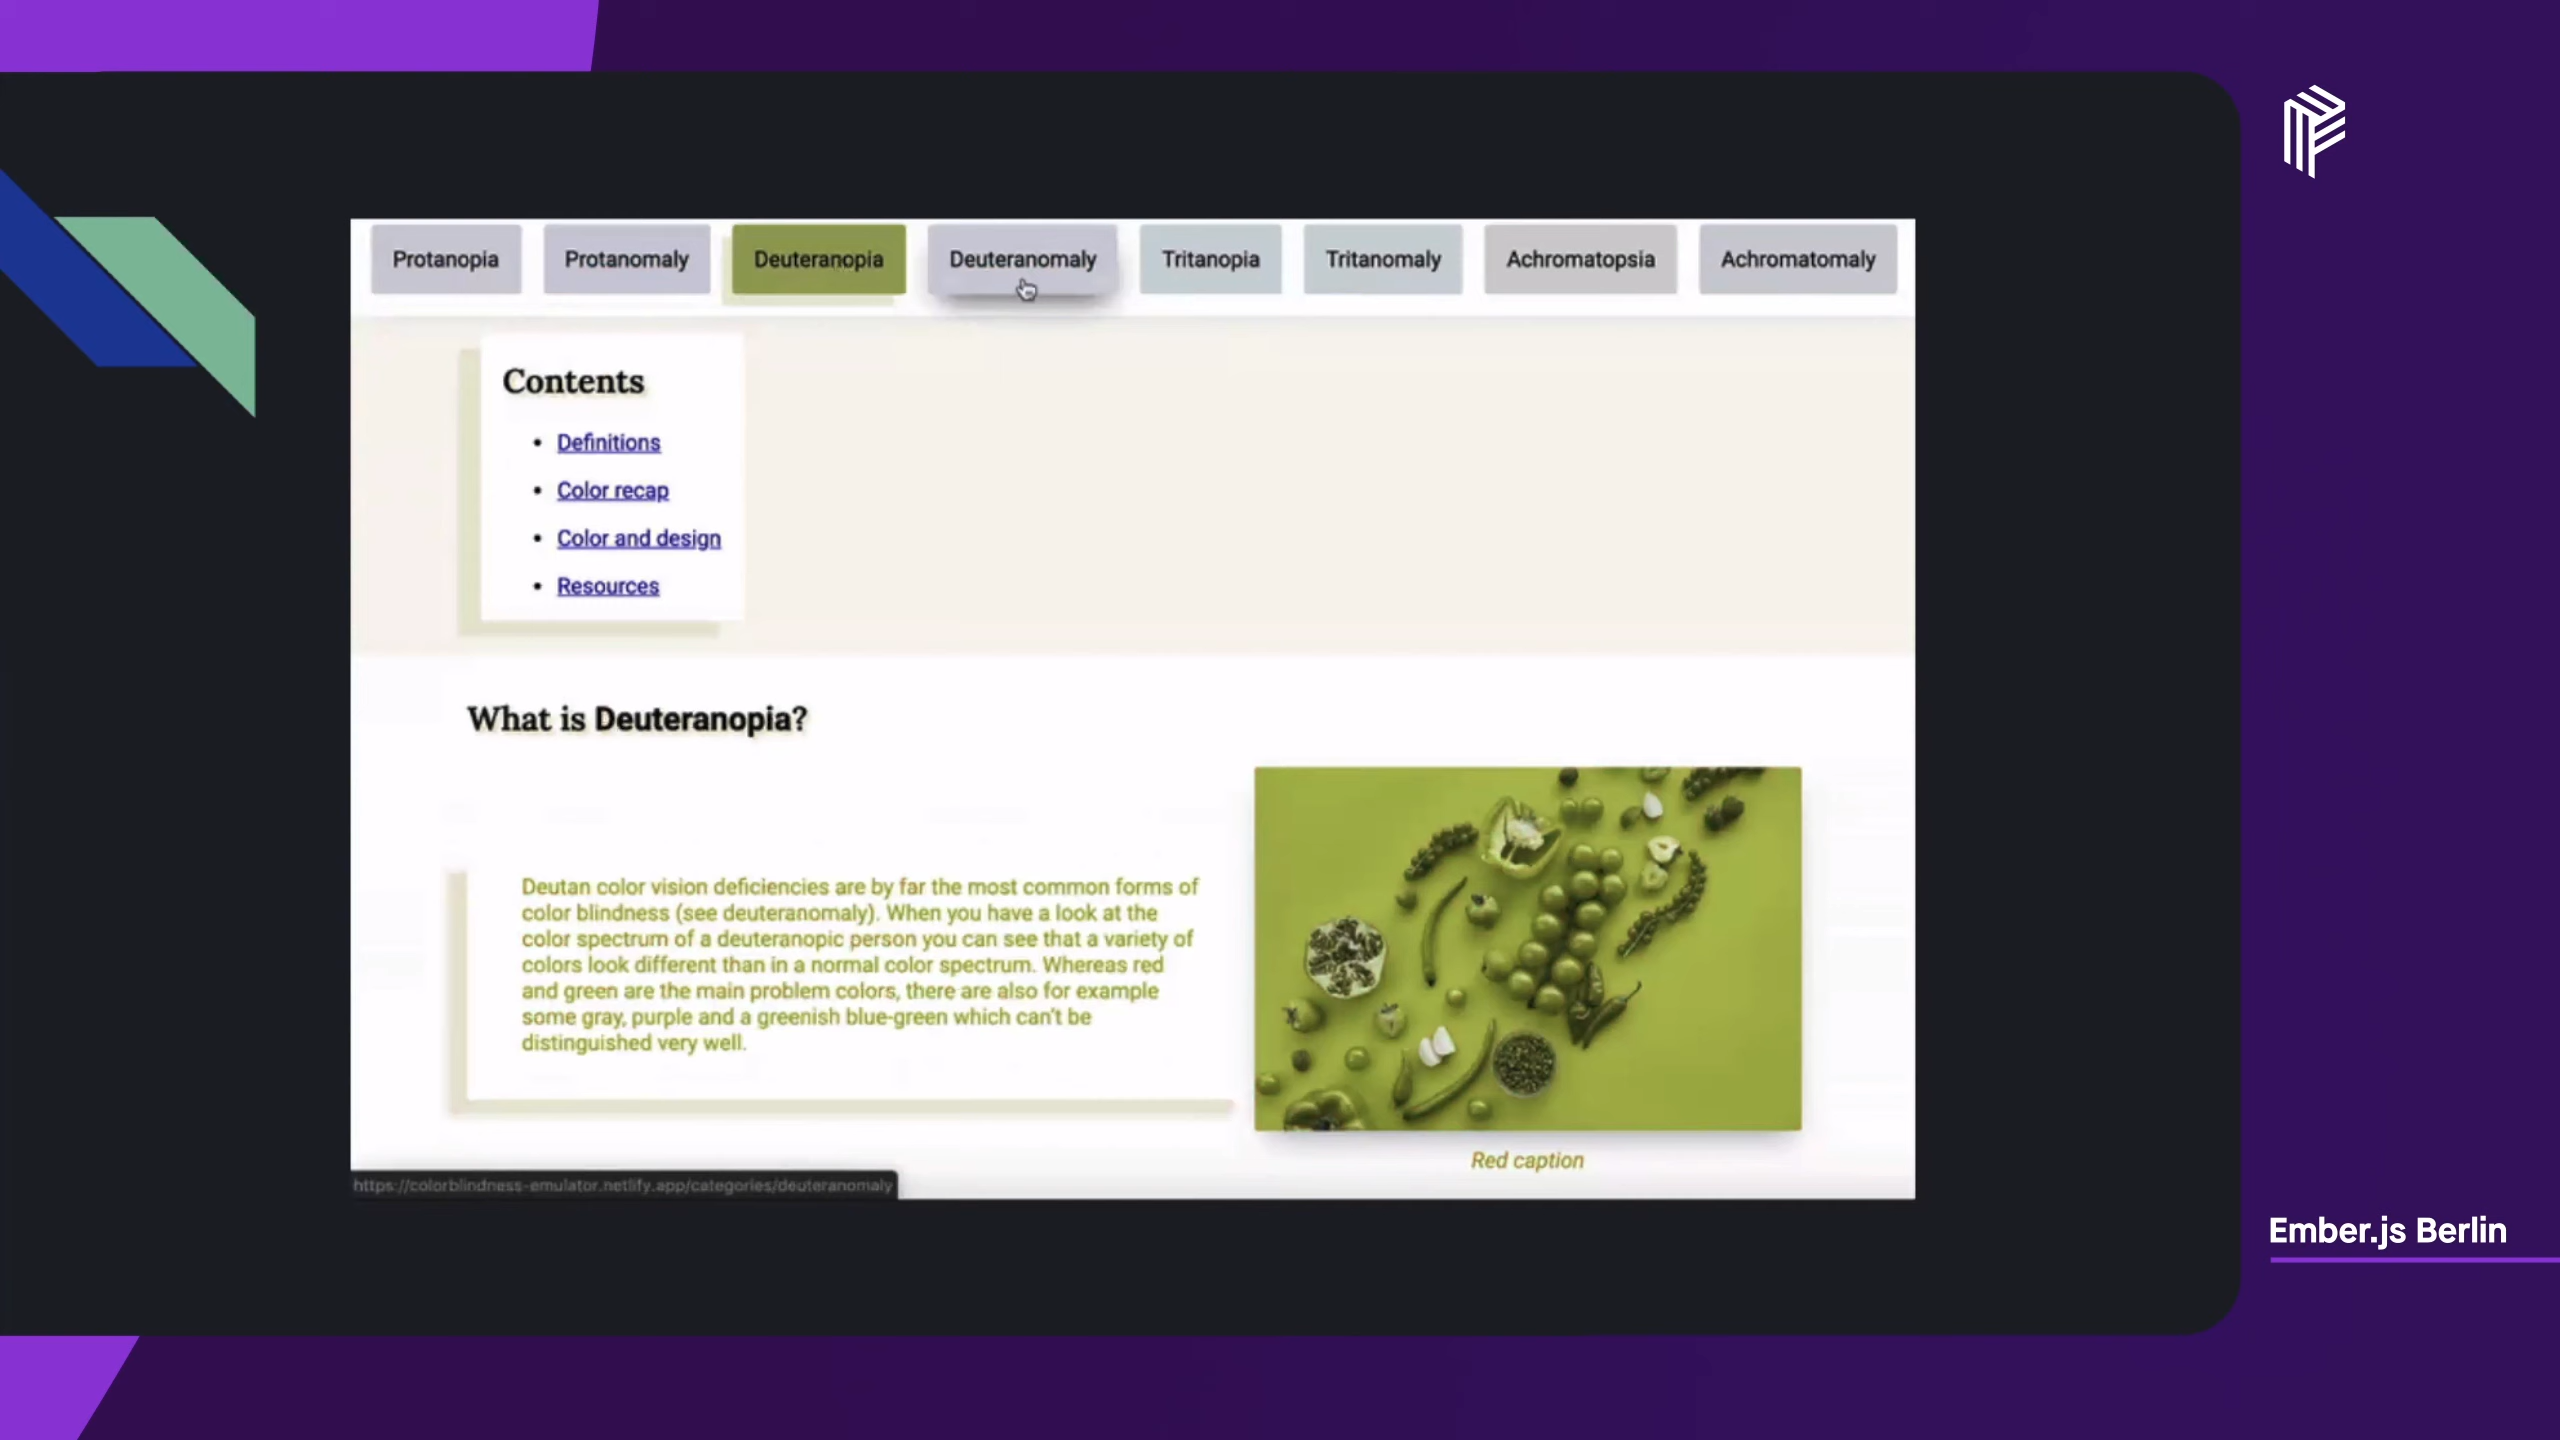 Protanopia
Protanomaly
Deuteranopia
Deuteranomaly
Tritanopia
Tritanomaly
Achromatopsia
Achromatomaly
Contents
Definitions
Color recap
Color and design
Resources
What is Deuteranopia?
Deutan color vision deficiencies are by far the most common forms of
color blindness (see deuteranomaly). When you have a look at the
color spectrum of a deuteranopic person you can see that a variety of
colors look different than in a normal color spectrum. Whereas red
and green are the main problem colors, there are also for example
some gray, purple and a greenish blue-green which can't be
distinguished very well.
Red caption
https://colorblindness-emulator.netlify.app/categories/deuteranomaly
Ember.js Berlin